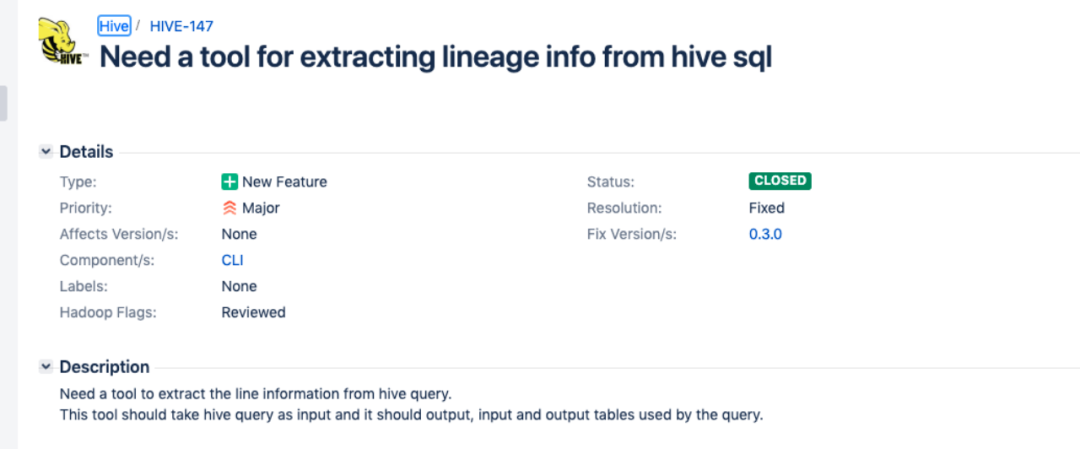 HIVE™
Hive / HIVE-147
Need a tool for extracting lineage info from hive sql
Details
Type: New Feature Status: CLOSED
Priority: Major Resolution: Fixed
Affects Version/s: None Fix Version/s: 0.3.0
Component/s: CLI
Labels: None
Hadoop Flags: Reviewed
Description
Need a tool to extract the line information from hive query.
This tool should take hive query as input and it should output, input and output tables used by the query.